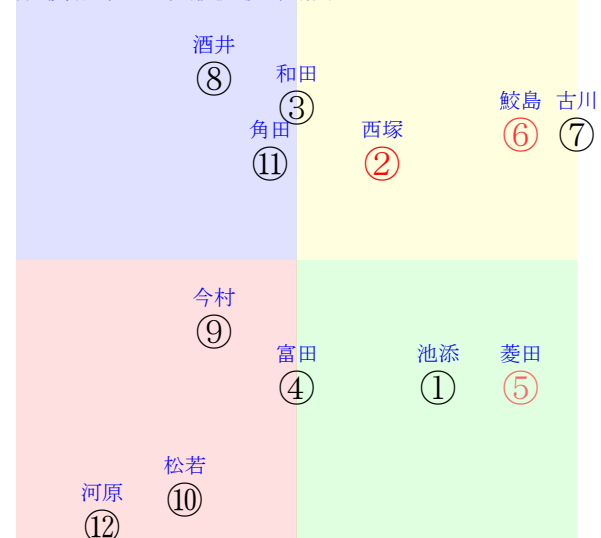 酒井
⑧
和田
③
角田
⑪
西塚
②
鮫島
⑥
古川
⑦
今村
⑨
富田
④
池添
①
菱田
⑤
松若
⑩
河原
⑫